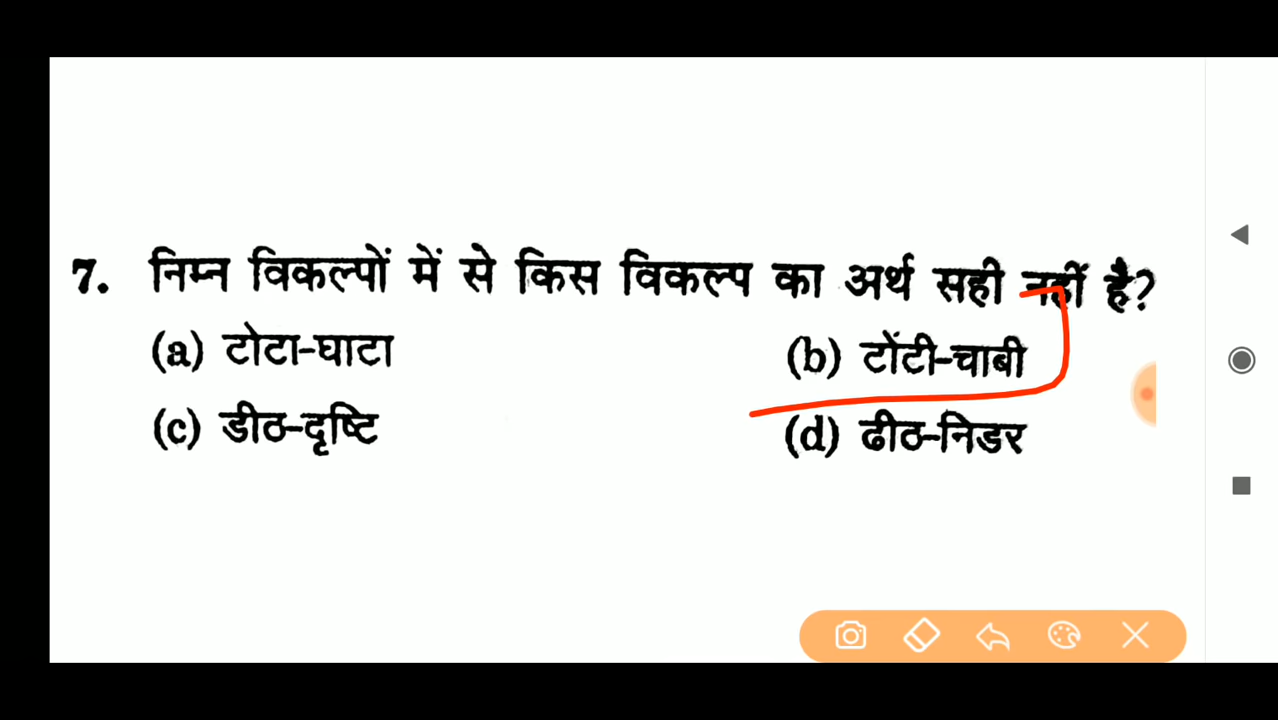 7. निम्न विकल्पों में से किस विकल्प का अर्थ सही नहीं है?
(a) टोटा-घाटा (b) टोंटी-चाबी
(c) डीठ-दृष्टि (d) ढीठ-निडर